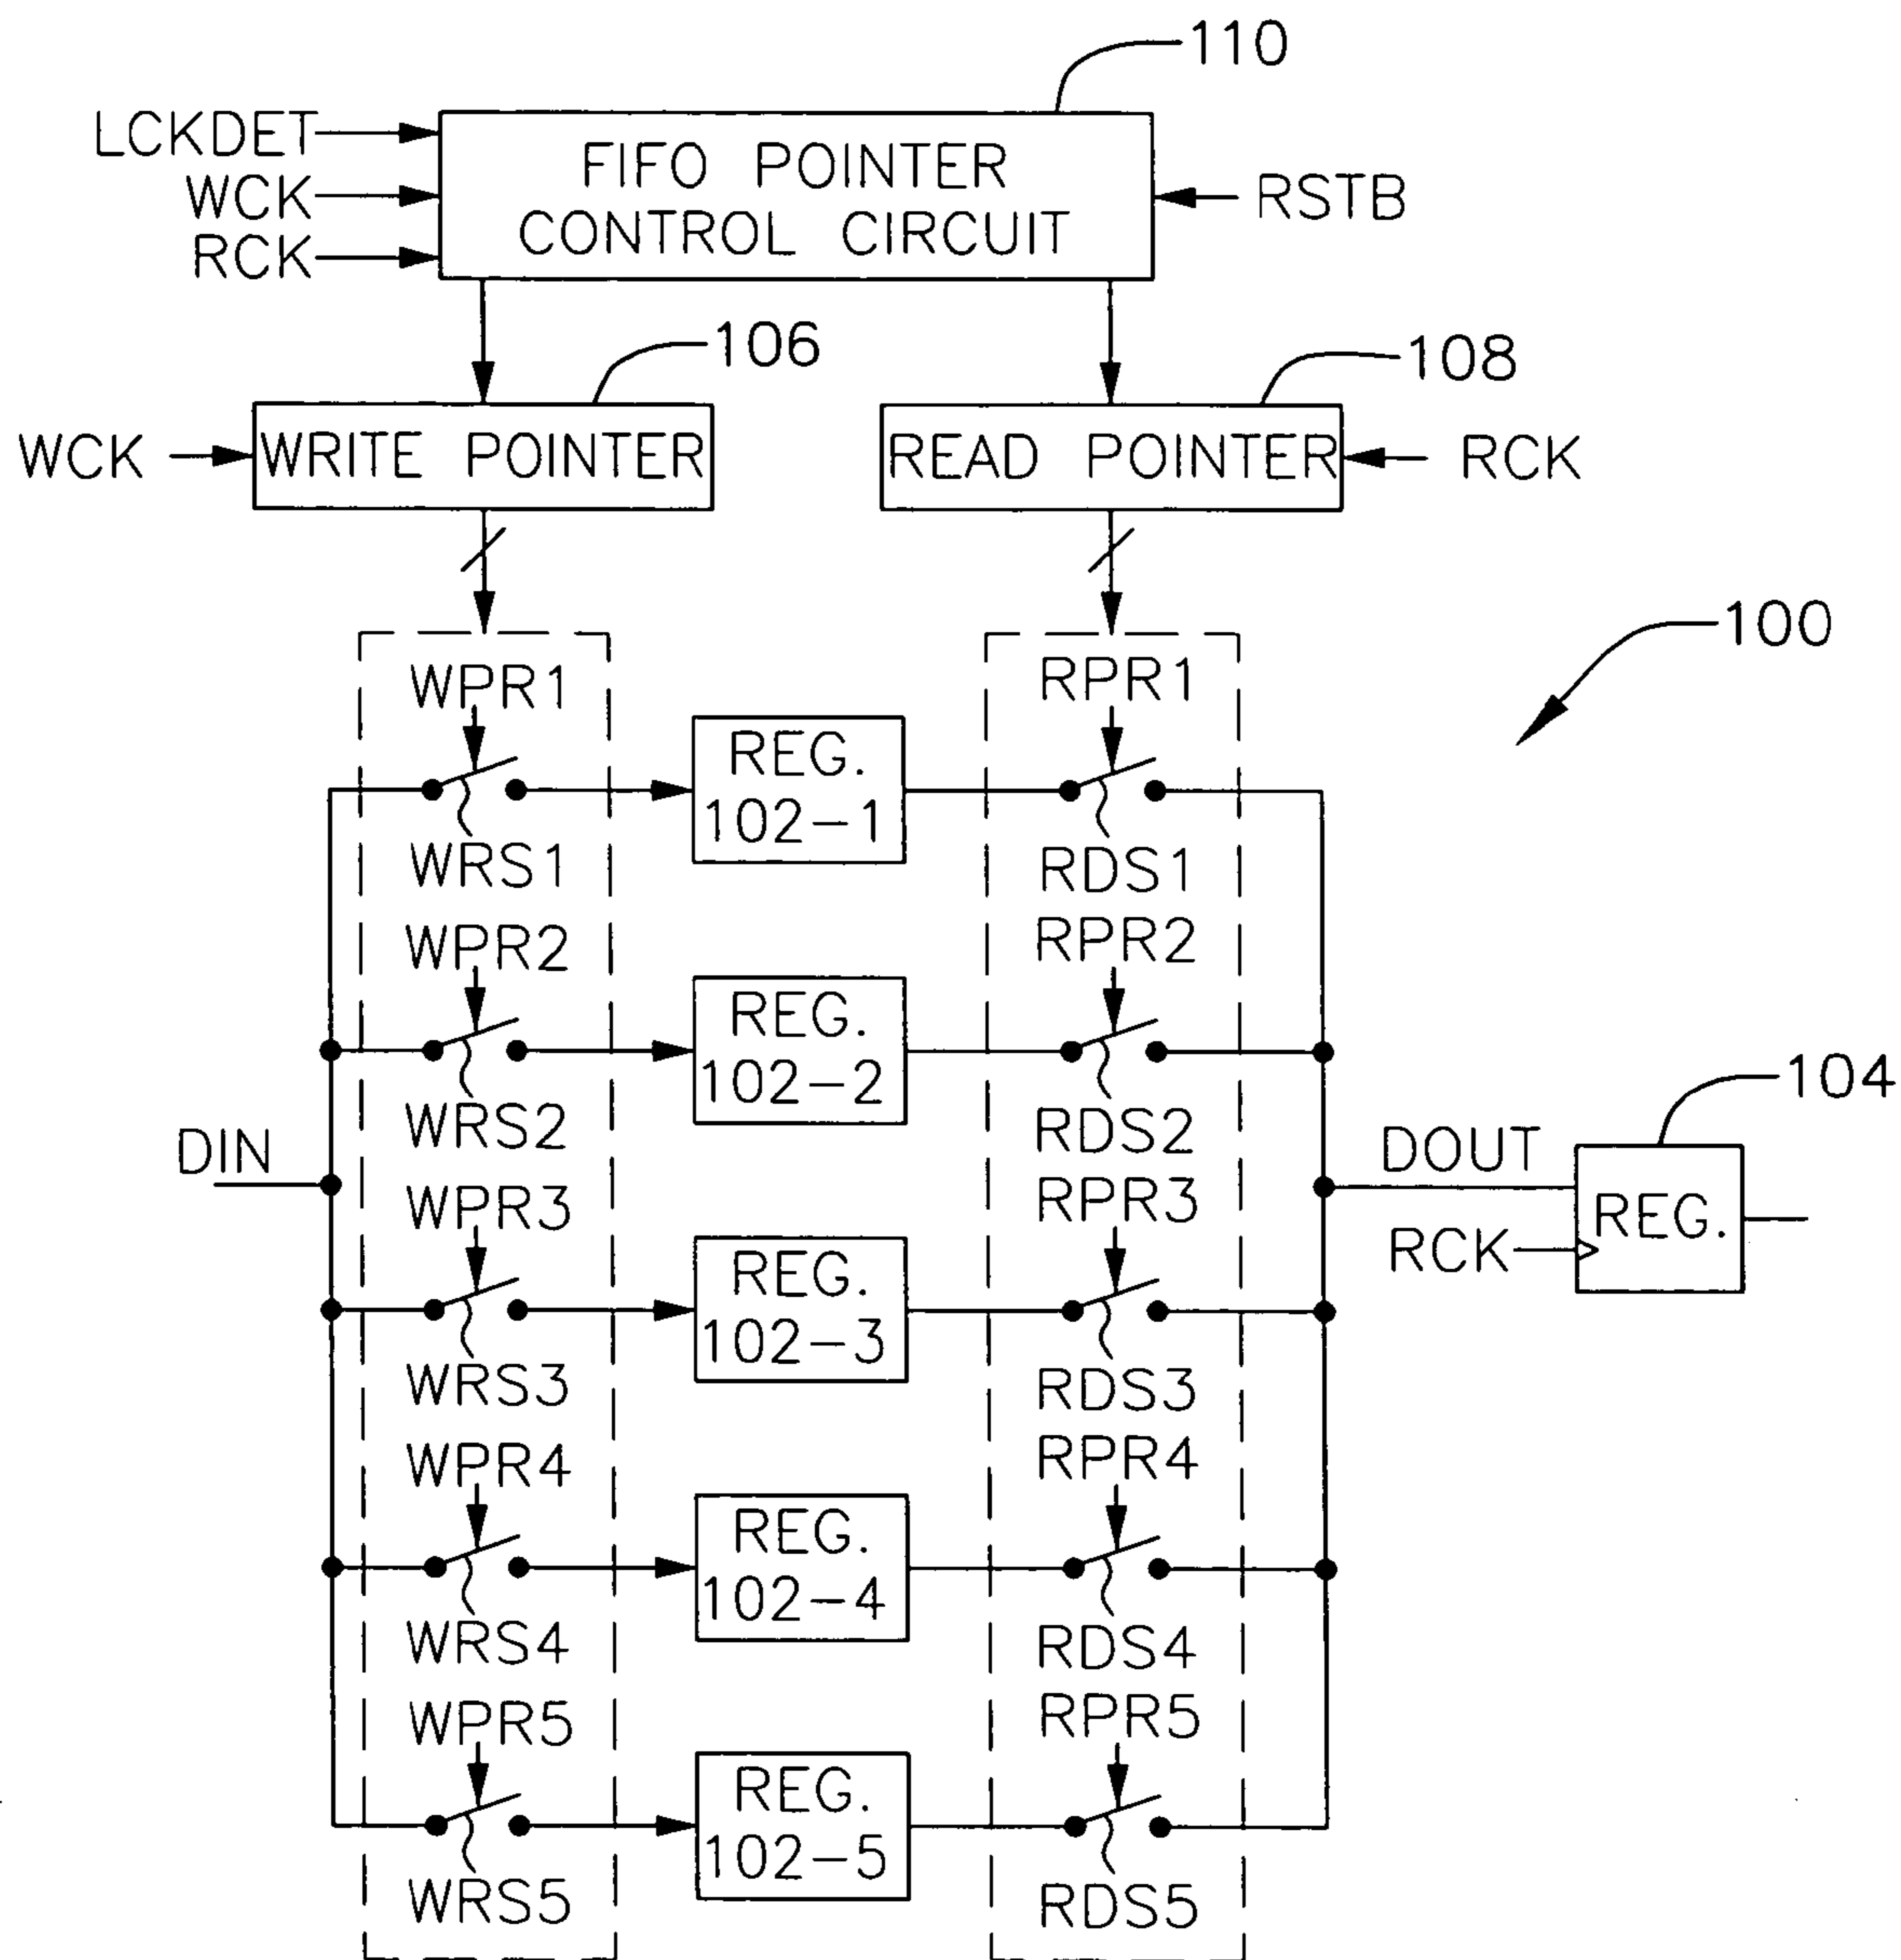 110
LCKDET
WCK
RCK
FIFO POINTER
CONTROL CIRCUIT
RSTB
106
108
WCK
WRITE POINTER
READ POINTER
RCK
100
WPR1
RPR1
REG.
102-1
WRS1
RDS1
WPR2
RPR2
REG.
102-2
WRS2
RDS2
104
DIN
DOUT
WPR3
RPR3
REG.
RCK
REG.
102-3
WRS3
RDS3
WPR4
RPR4
REG.
102-4
WRS4
RDS4
WPR5
RPR5
REG.
102-5
WRS5
RDS5